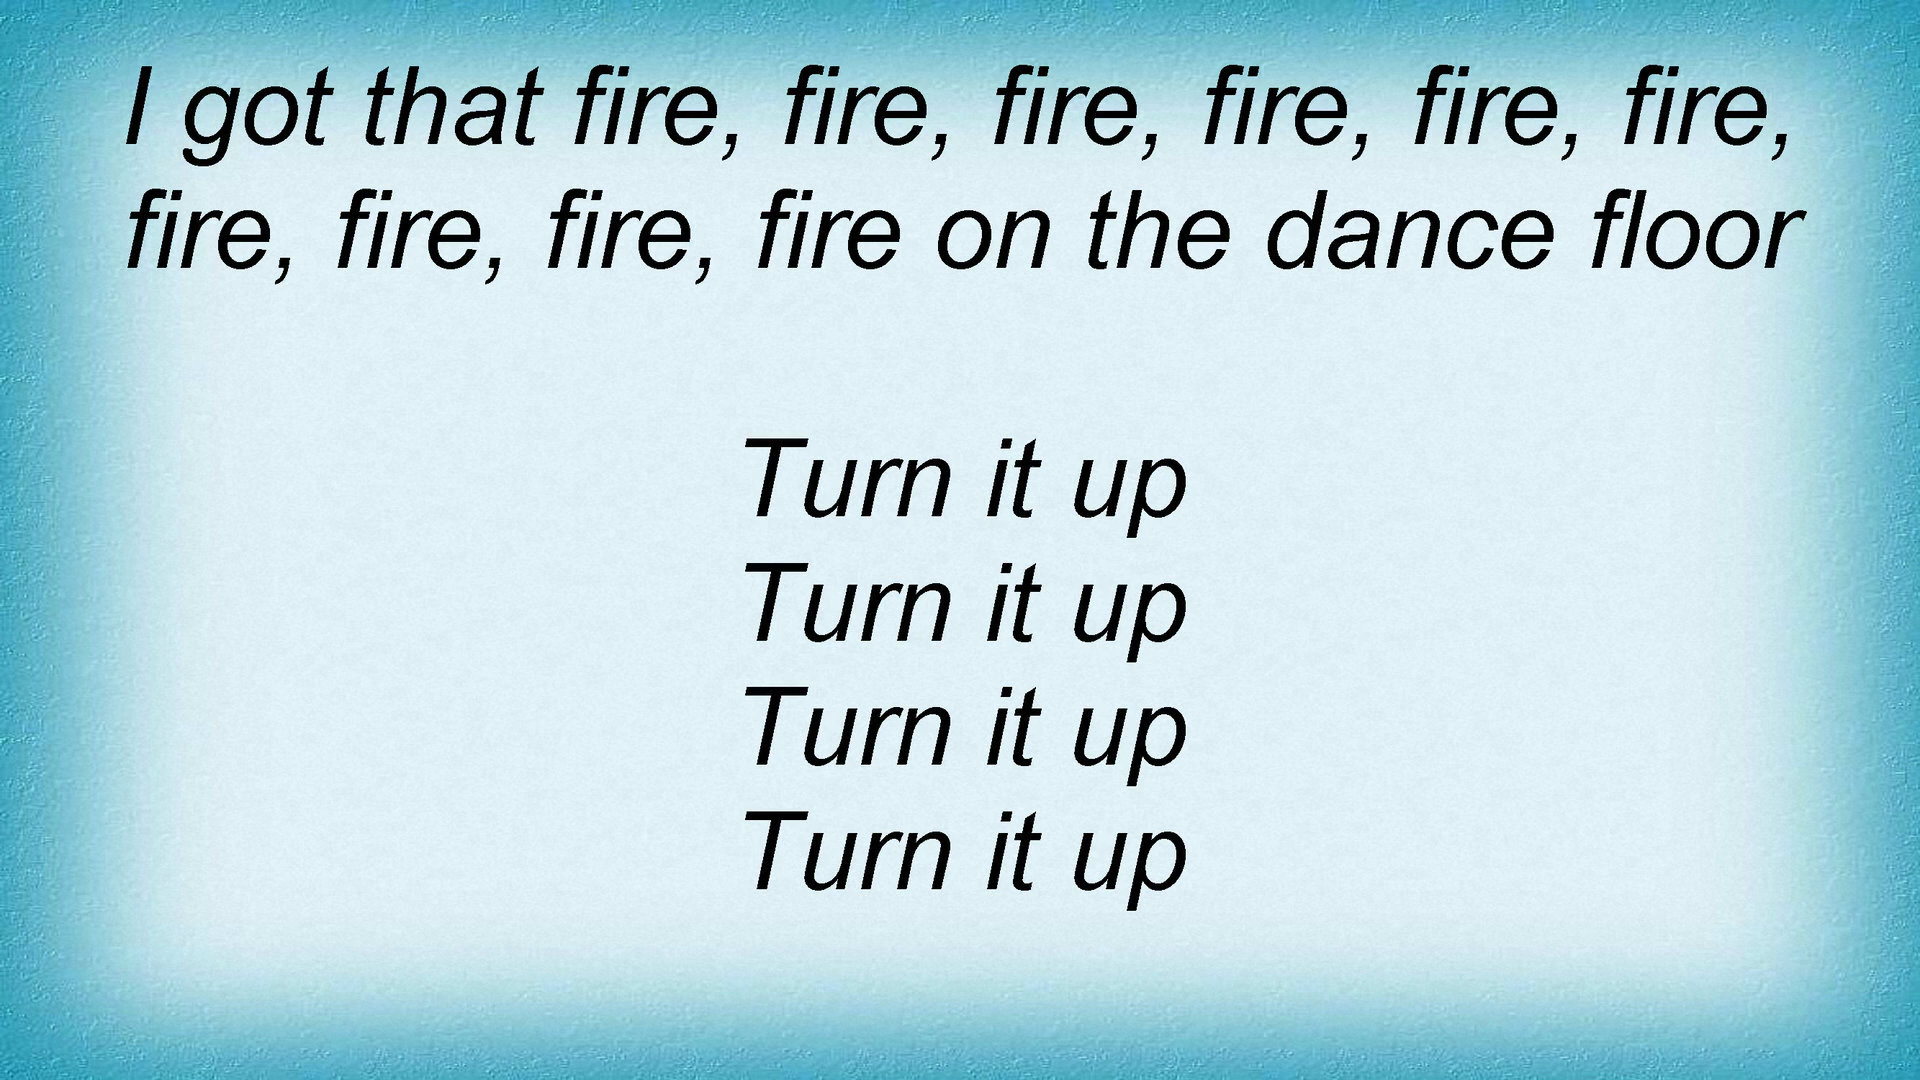 I got that fire, fire, fire, fire, fire, fire,
fire, fire, fire, fire on the dance floor
Turn it up
Turn it up
Turn it up
Turn it up